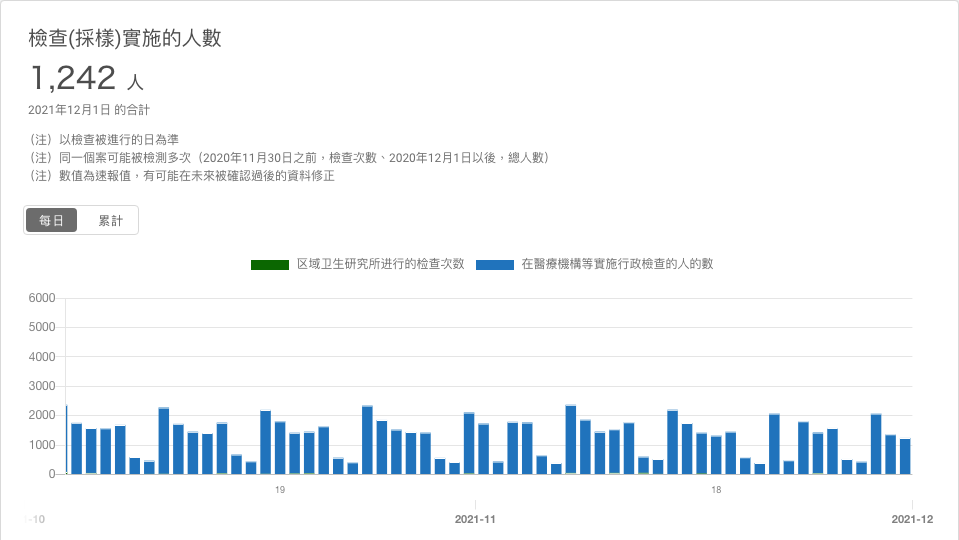 檢查(採樣)實施的人數
1,242 人
2021年12月1日 的合計
（注）以檢查被進行的日為準
（注）同一個案可能被檢測多次（2020年11月30日之前，檢查次數、2020年12月1日以後，總人數）
（注）數值為速報值，有可能在未來被確認過後的資料修正
每日 累計
区域卫生研究所进行的检查次数 在醫療機構等實施行政檢查的人的數
6000
5000
4000
3000
2000
1000
0
19 18
-10 2021-11 2021-12